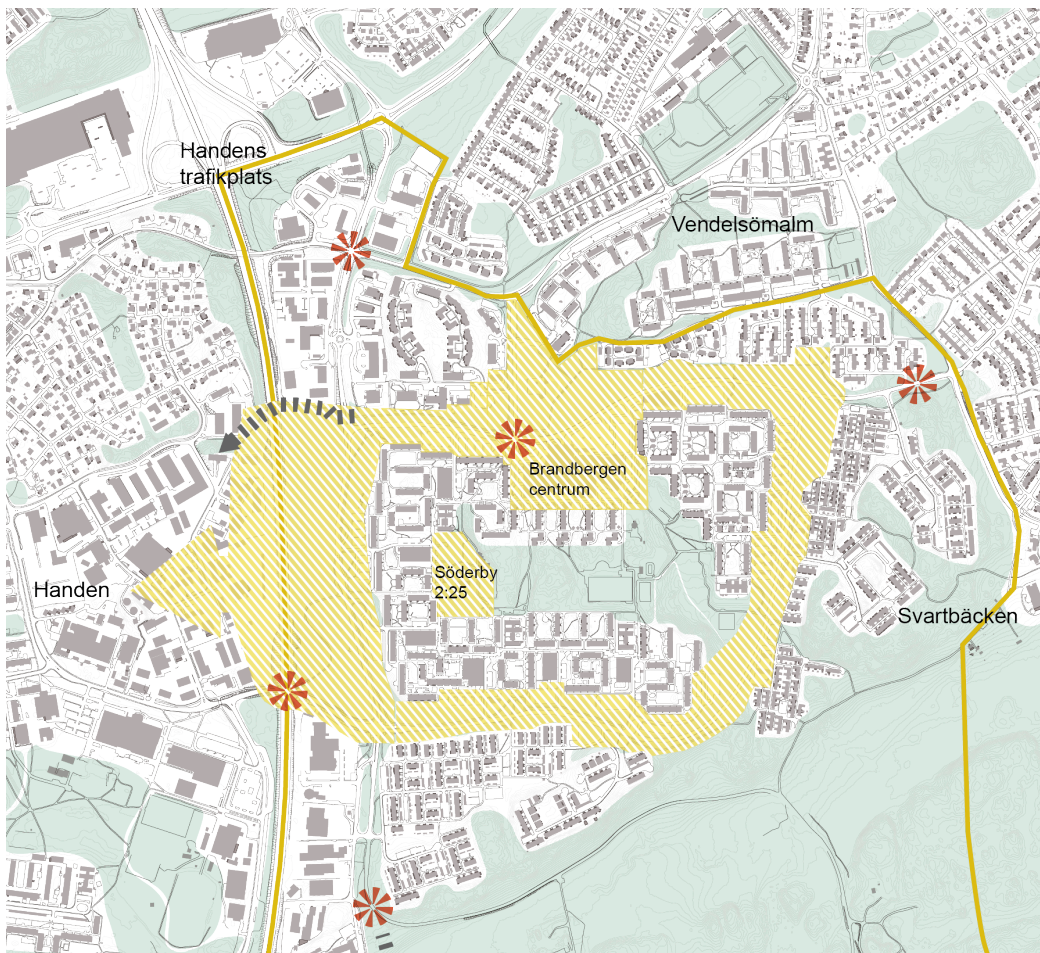 Handens
trafikplats
Vendelsömalm
Brandbergen
centrum
Söderby
2:25
Handen
Svartbäcken